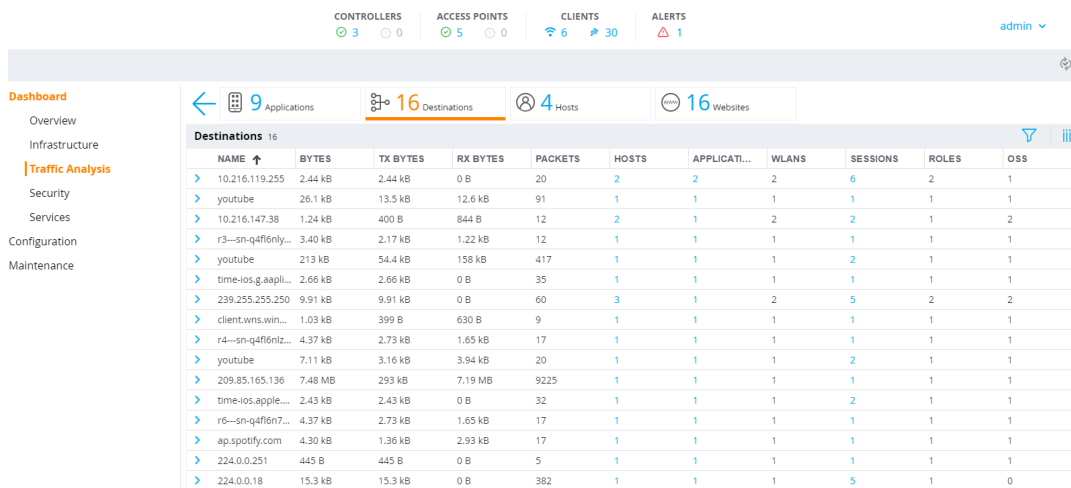 CONTROLLERS ACCESS POINTS CLIENTS ALERTS
3 0 5 0 6 30 1
admin
Dashboard
Overview
Infrastructure
Traffic Analysis
Security
Services
Configuration
Maintenance
9 Applications 16 Destinations 4 Hosts www 16 Websites
Destinations 16
NAME BYTES TX BYTES RX BYTES PACKETS HOSTS APPLICATI... WLANS SESSIONS ROLES OSS
10.216.119.255 2.44 kB 2.44 kB 0 B 20 2 2 2 6 2 1
youtube 26.1 kB 13.5 kB 12.6 kB 91 1 1 1 1 1 1
10.216.147.38 1.24 kB 400 B 844 B 12 2 1 2 2 1 2
r3---sn-q4fl6nly... 3.40 kB 2.17 kB 1.22 kB 12 1 1 1 1 1 1
youtube 213 kB 54.4 kB 158 kB 417 1 1 1 2 1 1
time-ios.g.aapli... 2.66 kB 2.66 kB 0 B 35 1 1 1 1 1 1
239.255.255.250 9.91 kB 9.91 kB 0 B 60 3 1 2 5 2 2
client.wns.win... 1.03 kB 399 B 630 B 9 1 1 1 1 1 1
r4---sn-q4fl6nlz... 4.37 kB 2.73 kB 1.65 kB 17 1 1 1 1 1 1
youtube 7.11 kB 3.16 kB 3.94 kB 20 1 1 1 2 1 1
209.85.165.136 7.48 MB 293 kB 7.19 MB 9225 1 1 1 1 1 1
time-ios.apple.... 2.43 kB 2.43 kB 0 B 32 1 1 1 2 1 1
r6---sn-q4fl6n7... 4.37 kB 2.73 kB 1.65 kB 17 1 1 1 1 1 1
ap.spotify.com 4.30 kB 1.36 kB 2.93 kB 17 1 1 1 1 1 1
224.0.0.251 445 B 445 B 0 B 5 1 1 1 1 1 1
224.0.0.18 15.3 kB 15.3 kB 0 B 382 1 1 1 5 1 0